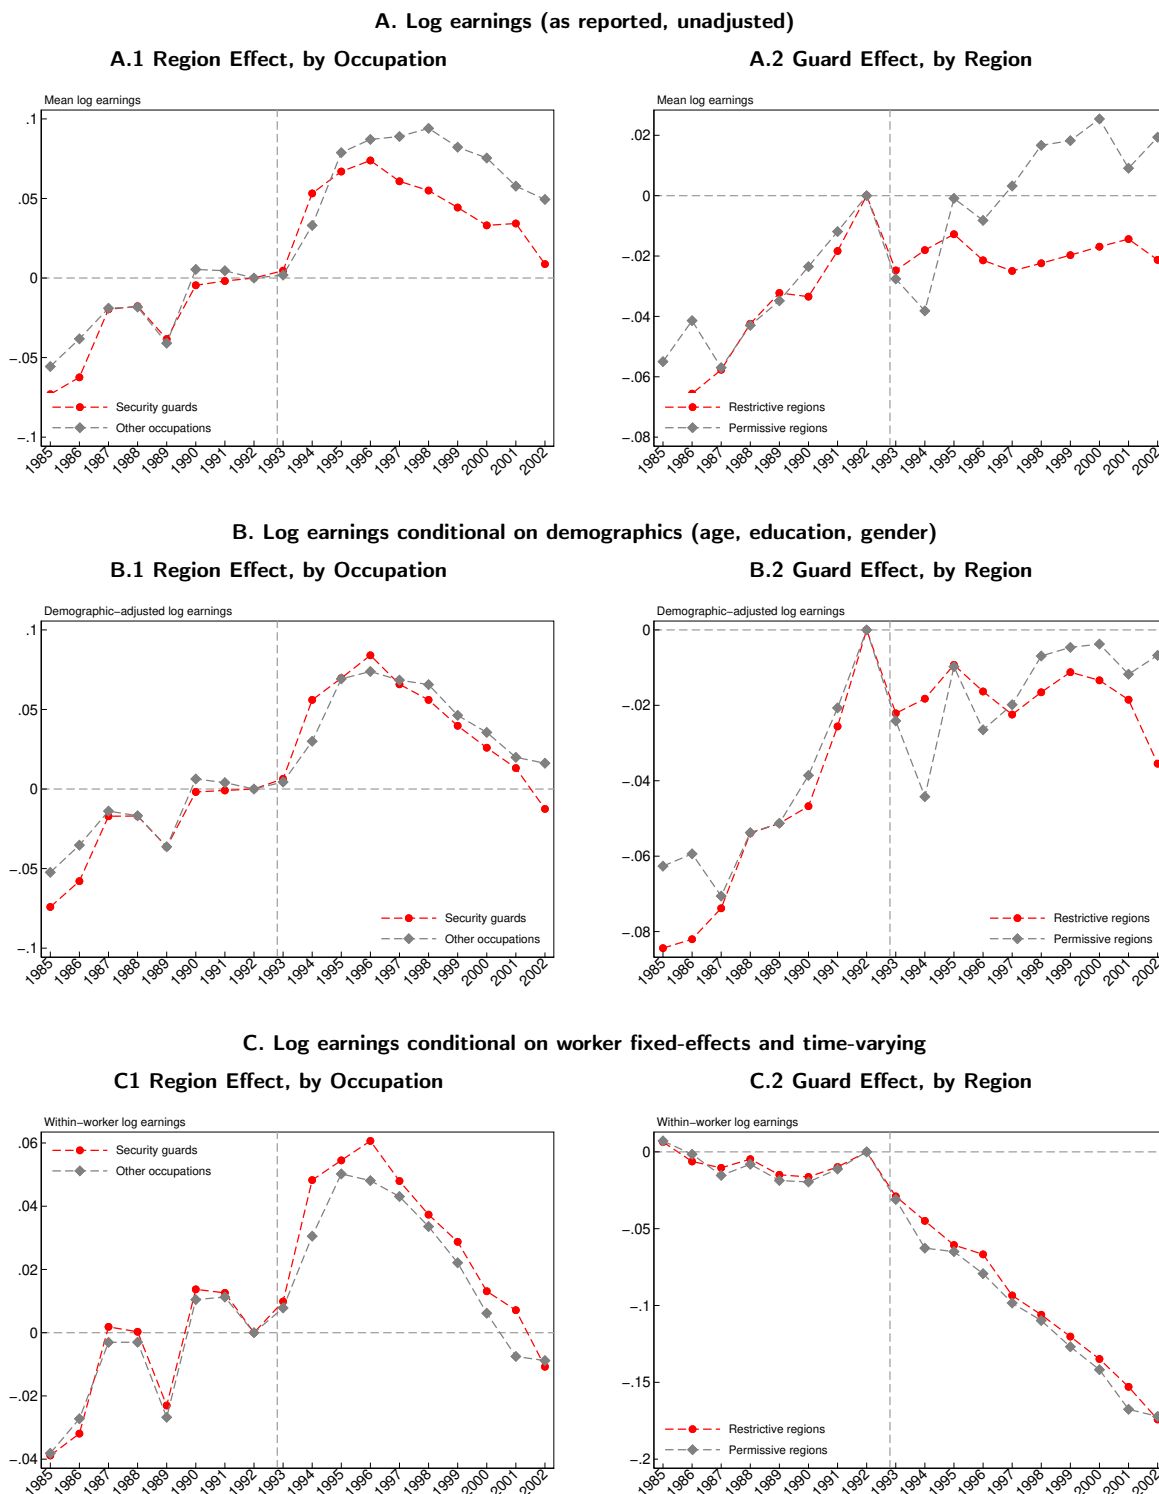 A. Log earnings (as reported, unadjusted)
A.1 Region Effect, by Occupation
Mean log earnings
.1
.05
0
−.05
−.1
Security guards
Other occupations
1985 1986 1987 1988 1989 1990 1991 1992 1993 1994 1995 1996 1997 1998 1999 2000 2001 2002
A.2 Guard Effect, by Region
Mean log earnings
.02
0
−.02
−.04
−.06
−.08
Restrictive regions
Permissive regions
1985 1986 1987 1988 1989 1990 1991 1992 1993 1994 1995 1996 1997 1998 1999 2000 2001 2002
B. Log earnings conditional on demographics (age, education, gender)
B.1 Region Effect, by Occupation
Demographic−adjusted log earnings
.1
.05
0
−.05
−.1
Security guards
Other occupations
1985 1986 1987 1988 1989 1990 1991 1992 1993 1994 1995 1996 1997 1998 1999 2000 2001 2002
B.2 Guard Effect, by Region
Demographic−adjusted log earnings
0
−.02
−.04
−.06
−.08
Restrictive regions
Permissive regions
1985 1986 1987 1988 1989 1990 1991 1992 1993 1994 1995 1996 1997 1998 1999 2000 2001 2002
C. Log earnings conditional on worker fixed-effects and time-varying
C1 Region Effect, by Occupation
Within−worker log earnings
.06
.04
.02
0
−.02
−.04
Security guards
Other occupations
1985 1986 1987 1988 1989 1990 1991 1992 1993 1994 1995 1996 1997 1998 1999 2000 2001 2002
C.2 Guard Effect, by Region
Within−worker log earnings
0
−.05
−.1
−.15
−.2
Restrictive regions
Permissive regions
1985 1986 1987 1988 1989 1990 1991 1992 1993 1994 1995 1996 1997 1998 1999 2000 2001 2002